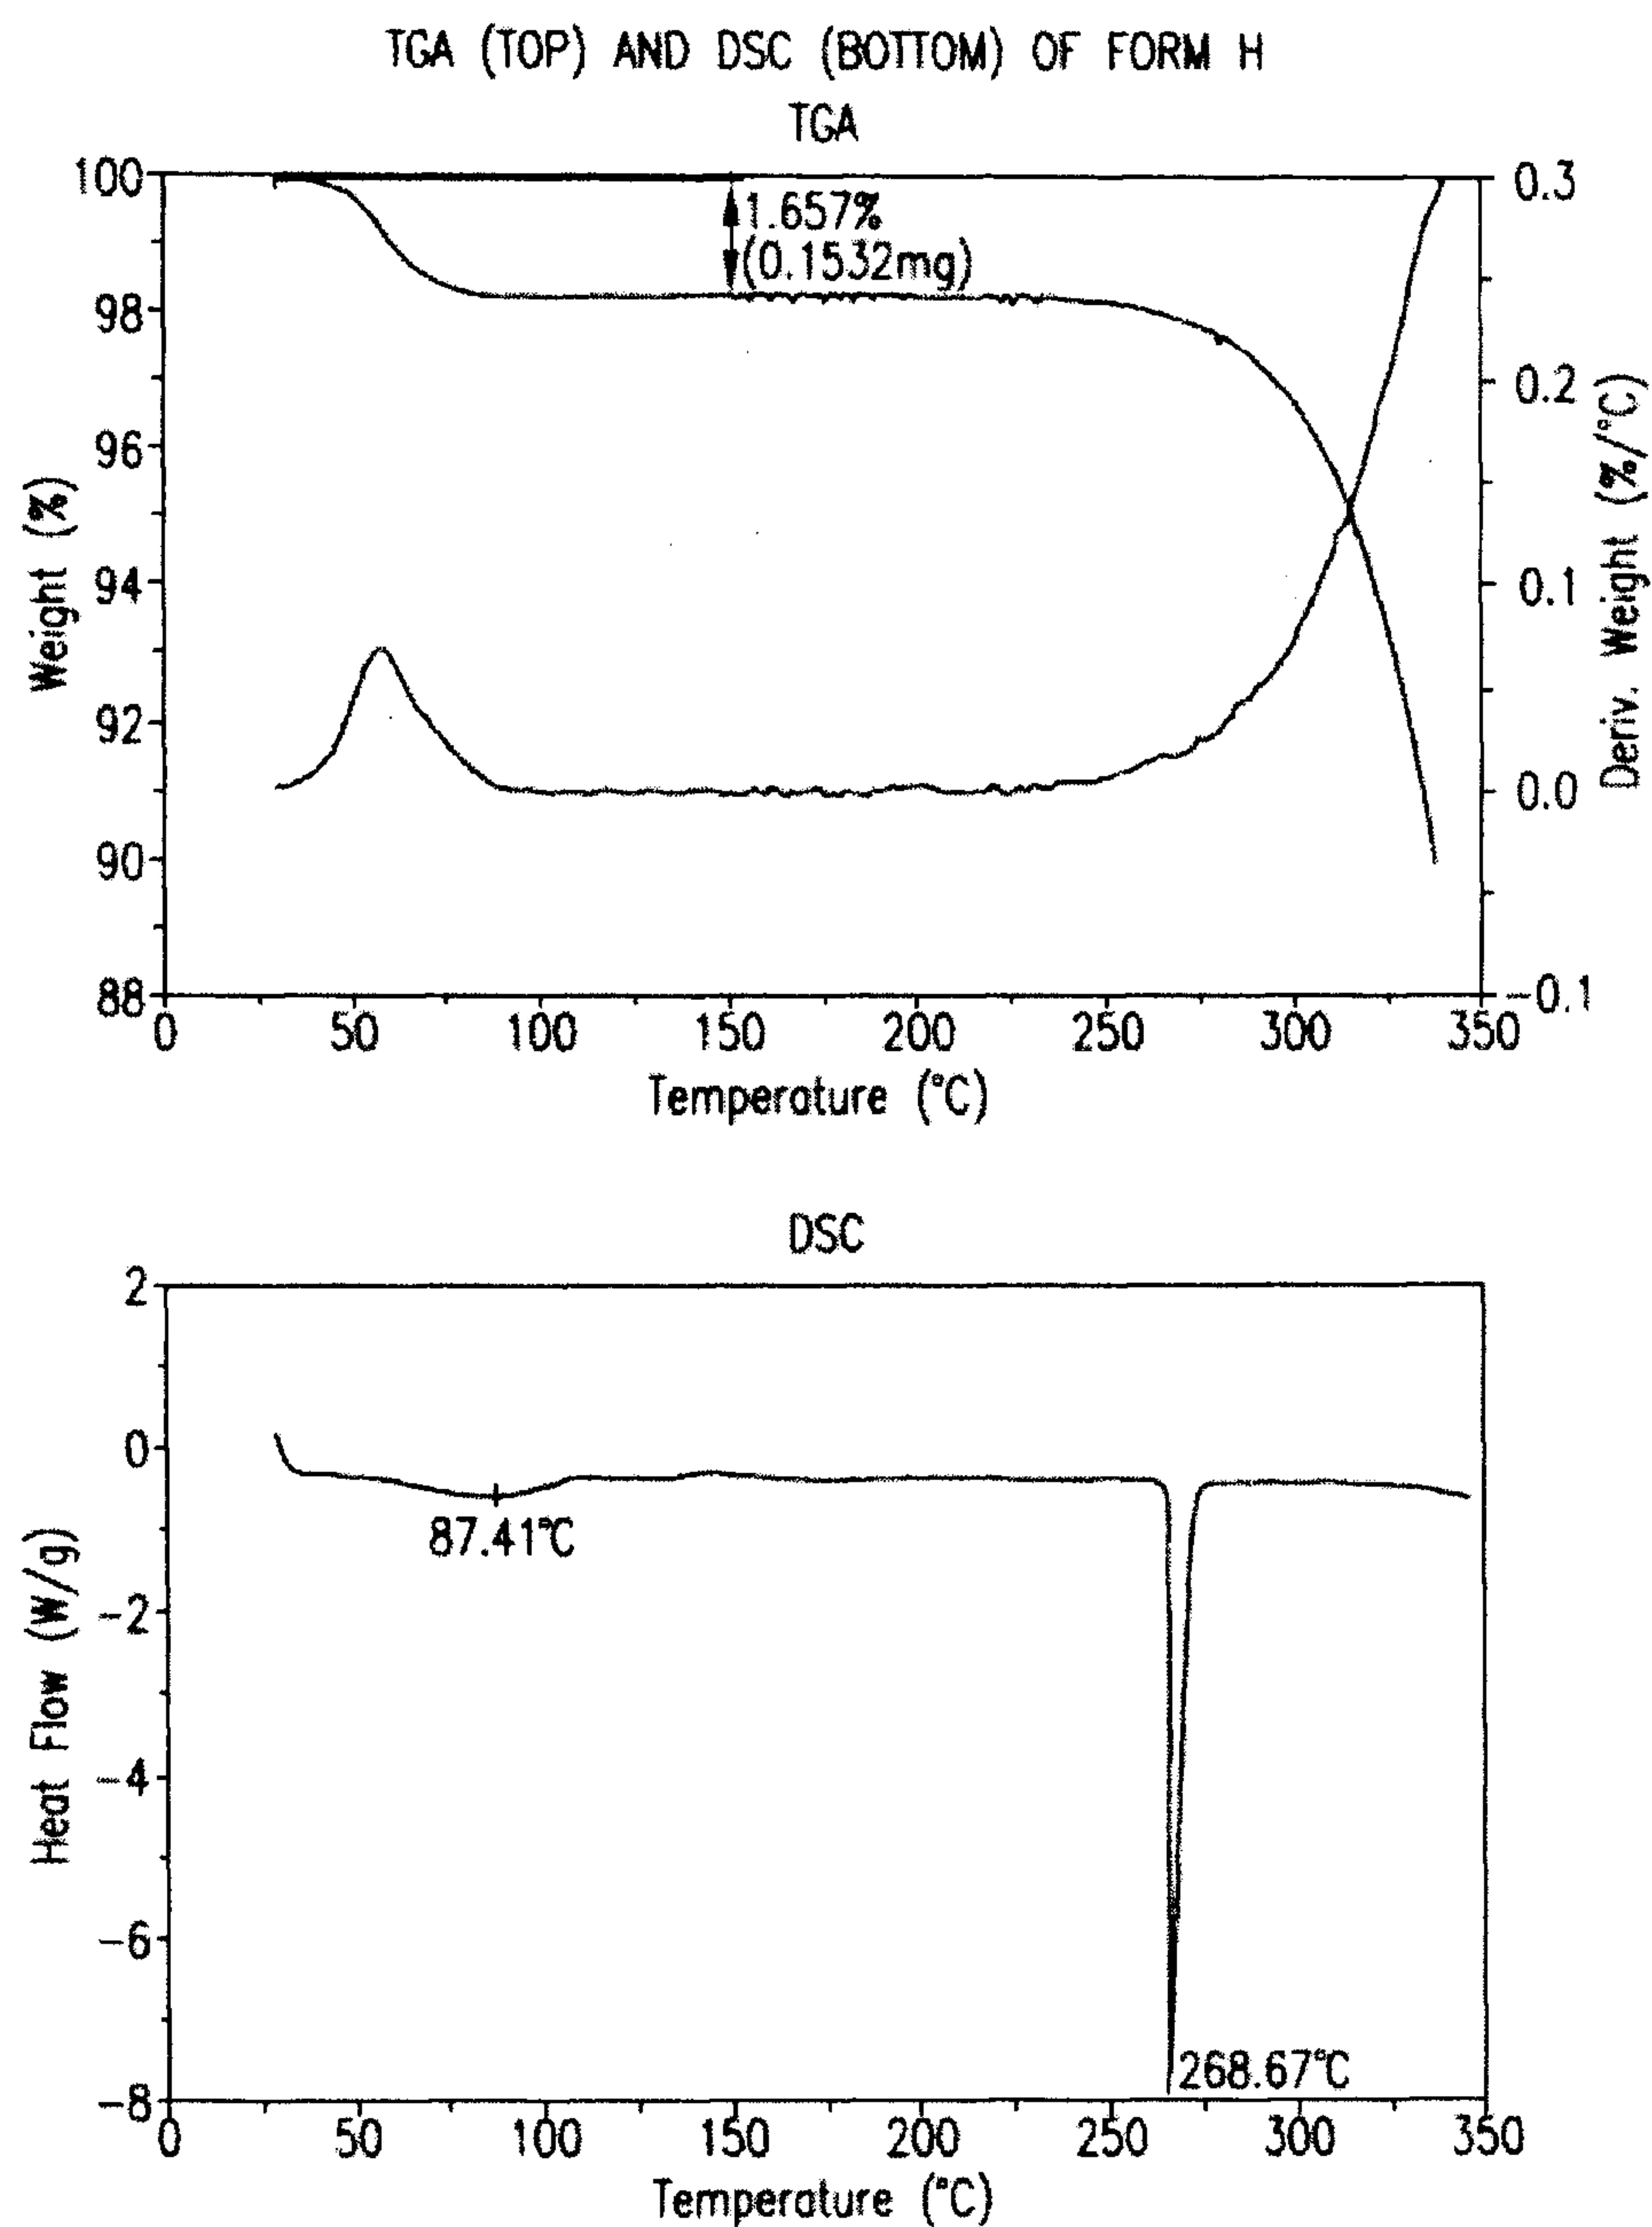 TGA (TOP) AND DSC (BOTTOM) OF FORM H
TGA
100
98
96
94
92
90
88
Weight (%)
1.657%
(0.1532mg)
0.3
0.2
0.1
0.0
-0.1
Deriv. Weight (%/°C)
0 50 100 150 200 250 300 350
Temperature (°C)
DSC
2
0
-2
-4
-6
-8
Heat Flow (W/g)
87.41°C
268.67°C
0 50 100 150 200 250 300 350
Temperature (°C)